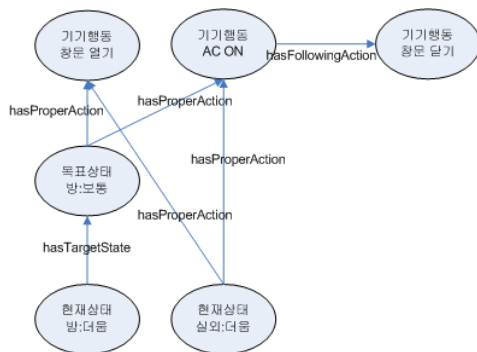 기기행동
창문 열기
기기행동
AC ON
hasFollowingAction
기기행동
창문 닫기
hasProperAction
hasProperAction
hasProperAction
목표상태
방:보통
hasProperAction
hasTargetState
현재상태
방:더움
현재상태
실외:더움